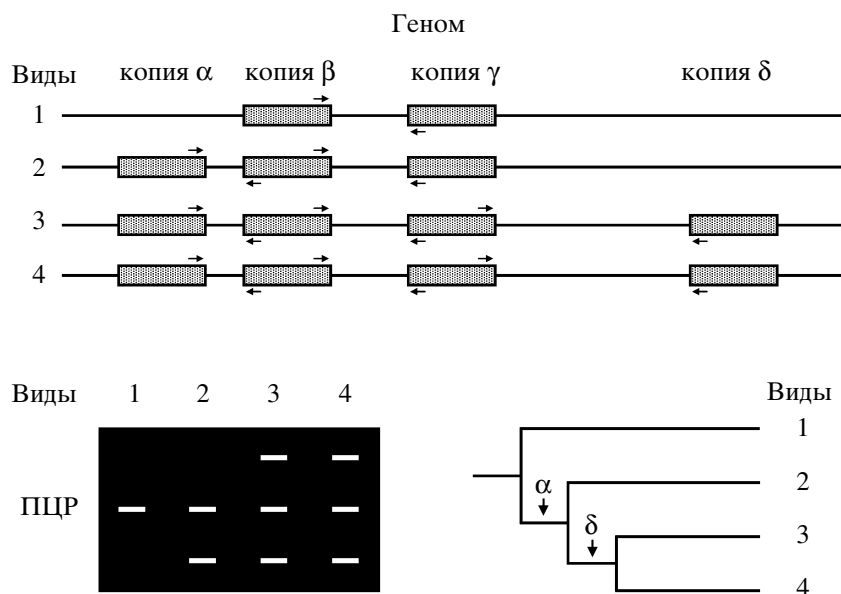 Геном
Виды копия α копия β копия γ копия δ
1
2
3
4
Виды 1 2 3 4
ПЦР
Виды
1
α 2
δ 3
4